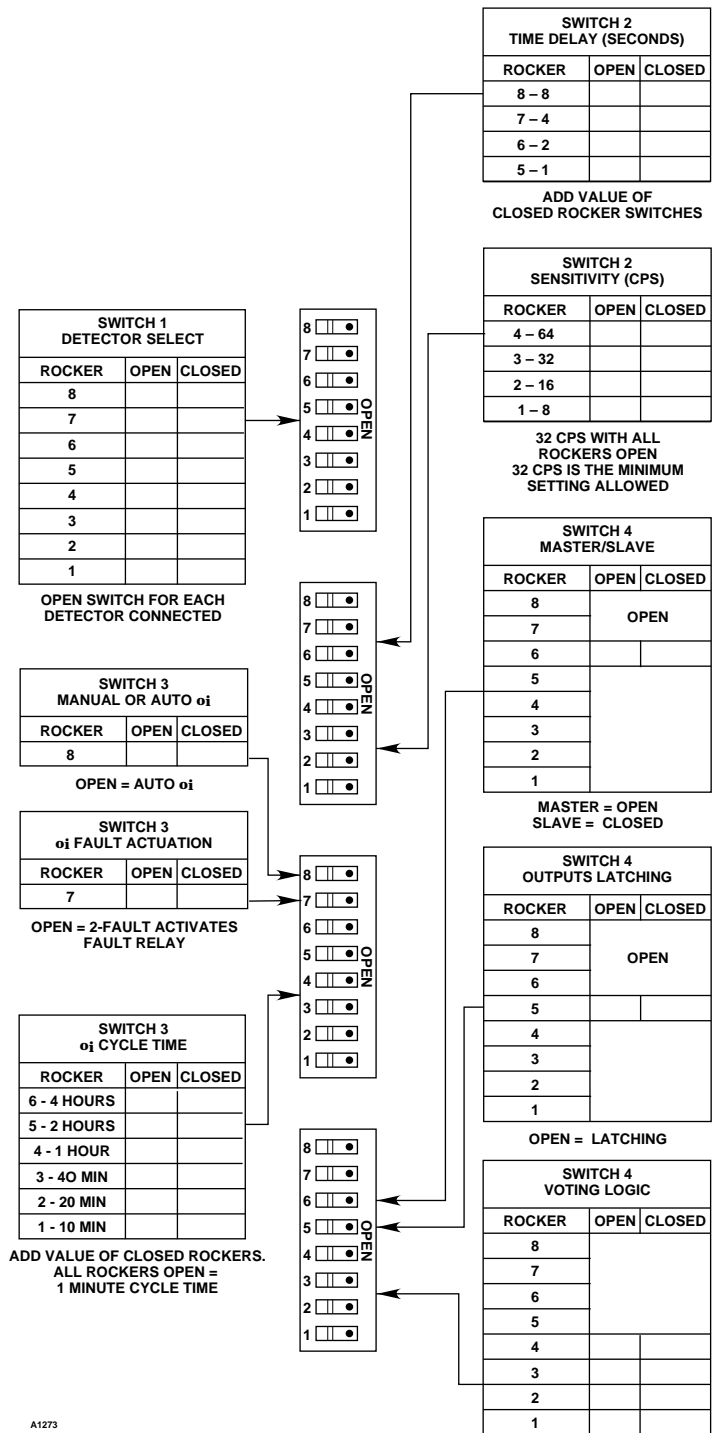 SWITCH 2
TIME DELAY (SECONDS)
ROCKER OPEN CLOSED
8 – 8
7 – 4
6 – 2
5 – 1
ADD VALUE OF
CLOSED ROCKER SWITCHES
SWITCH 2
SENSITIVITY (CPS)
ROCKER OPEN CLOSED
4 – 64
3 – 32
2 – 16
1 – 8
32 CPS WITH ALL
ROCKERS OPEN
32 CPS IS THE MINIMUM
SETTING ALLOWED
SWITCH 1
DETECTOR SELECT
ROCKER OPEN CLOSED
8
7
6
5
4
3
2
1
OPEN SWITCH FOR EACH
DETECTOR CONNECTED
8
7
6
5
4
3
2
1
OPEN
SWITCH 4
MASTER/SLAVE
ROCKER OPEN CLOSED
8
7
OPEN
6
5
4
3
2
1
MASTER = OPEN
SLAVE = CLOSED
8
7
6
5
4
3
2
1
OPEN
SWITCH 3
MANUAL OR AUTO oi
ROCKER OPEN CLOSED
8
OPEN = AUTO oi
SWITCH 3
oi FAULT ACTUATION
ROCKER OPEN CLOSED
7
OPEN = 2-FAULT ACTIVATES
FAULT RELAY
8
7
6
5
4
3
2
1
OPEN
SWITCH 4
OUTPUTS LATCHING
ROCKER OPEN CLOSED
8
7
OPEN
6
5
4
3
2
1
OPEN = LATCHING
SWITCH 3
oi CYCLE TIME
ROCKER OPEN CLOSED
6 - 4 HOURS
5 - 2 HOURS
4 - 1 HOUR
3 - 4O MIN
2 - 20 MIN
1 - 10 MIN
ADD VALUE OF CLOSED ROCKERS.
ALL ROCKERS OPEN =
1 MINUTE CYCLE TIME
8
7
6
5
4
3
2
1
OPEN
SWITCH 4
VOTING LOGIC
ROCKER OPEN CLOSED
8
7
6
5
4
3
2
1
A1273